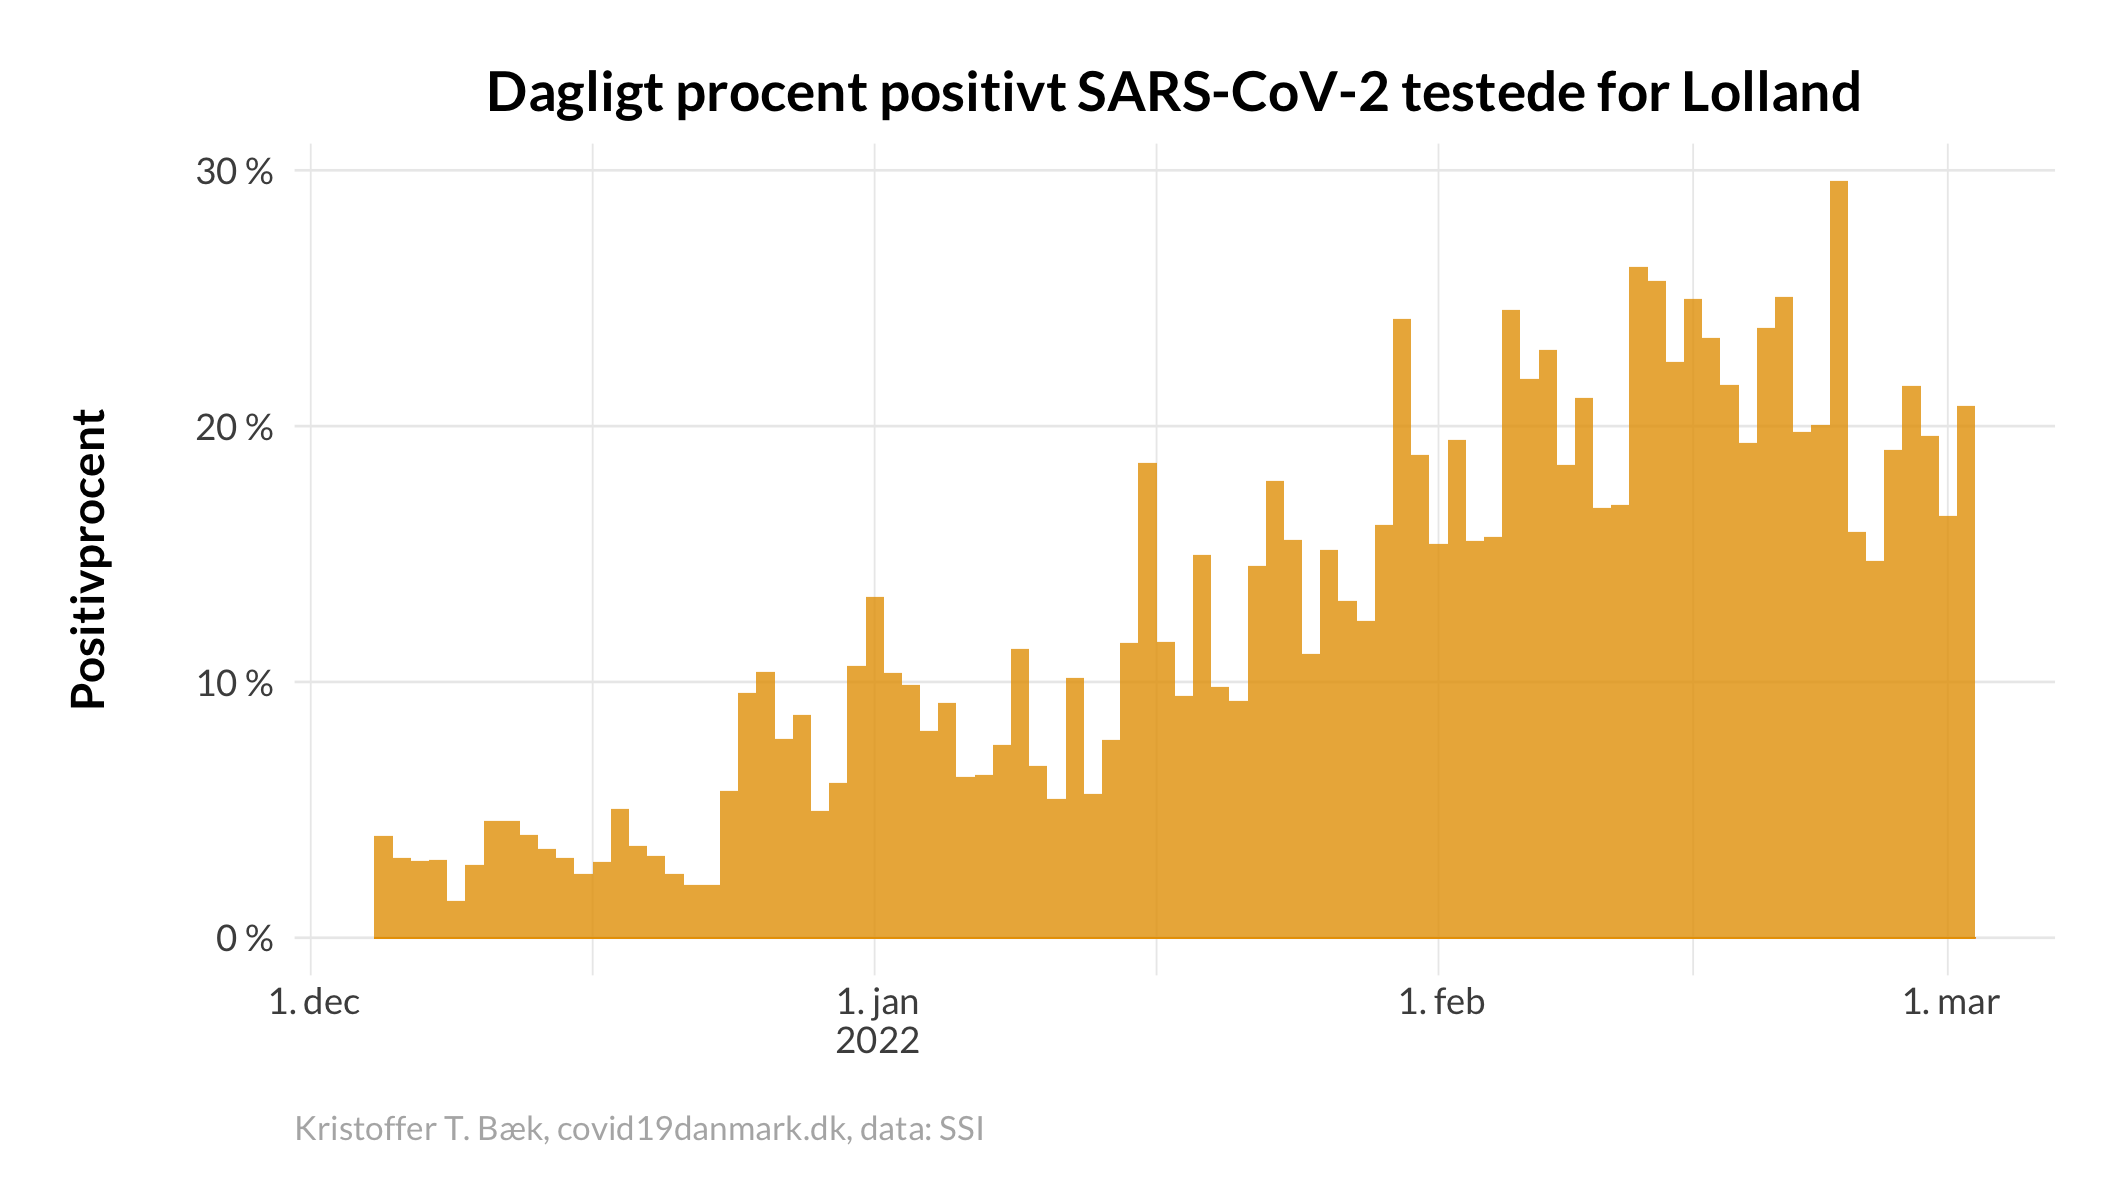 Dagligt procent positivt SARS-CoV-2 testede for Lolland
Positivprocent
30 %
20 %
10 %
0 %
1. dec
1. jan
2022
1. feb
1. mar
Kristoffer T. Bæk, covid19danmark.dk, data: SSI